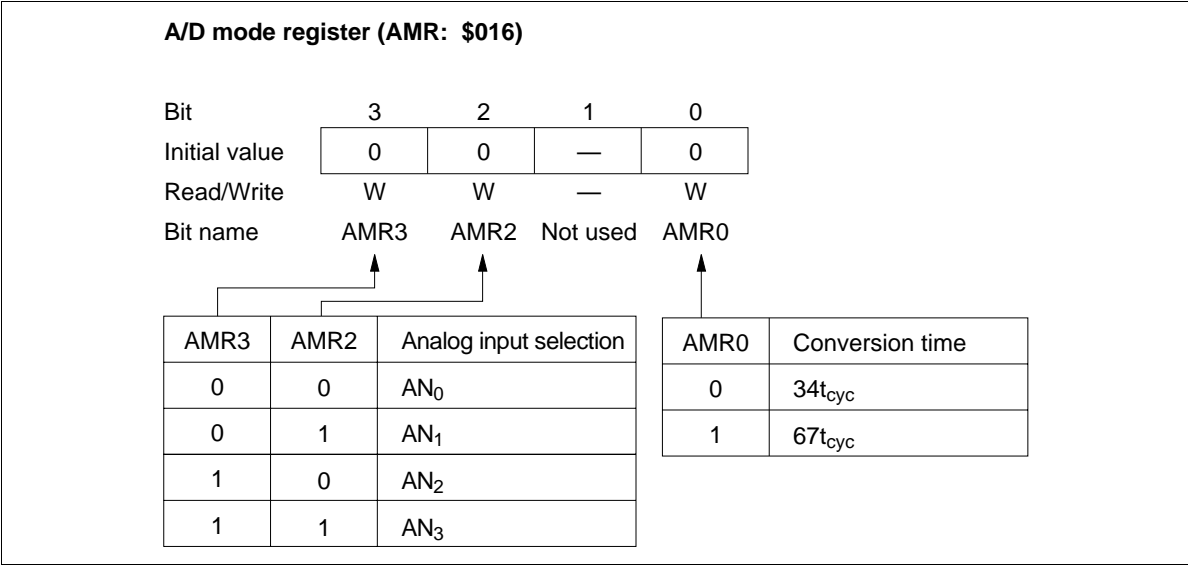 A/D mode register (AMR: $016)
Bit 3 2 1 0
Initial value 0 0 — 0
Read/Write W W — W
Bit name AMR3 AMR2 Not used AMR0
AMR3 AMR2 Analog input selection
0 0 AN0
0 1 AN1
1 0 AN2
1 1 AN3
AMR0 Conversion time
0 34tcyc
1 67tcyc